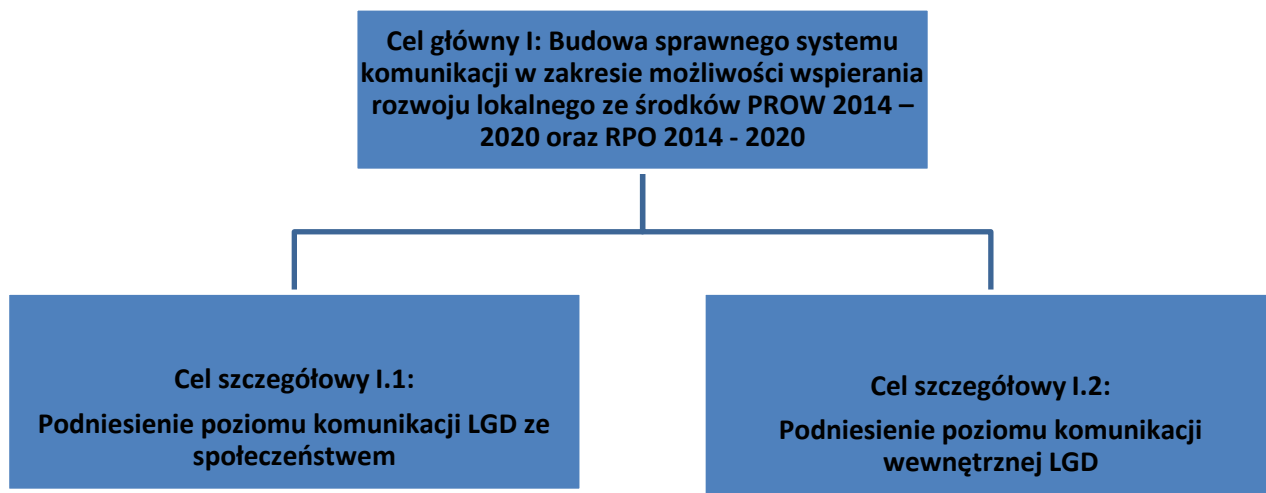 Cel główny I: Budowa sprawnego systemu
komunikacji w zakresie możliwości wspierania
rozwoju lokalnego ze środków PROW 2014 –
2020 oraz RPO 2014 - 2020
Cel szczegółowy I.1:
Podniesienie poziomu komunikacji LGD ze
społeczeństwem
Cel szczegółowy I.2:
Podniesienie poziomu komunikacji
wewnętrznej LGD